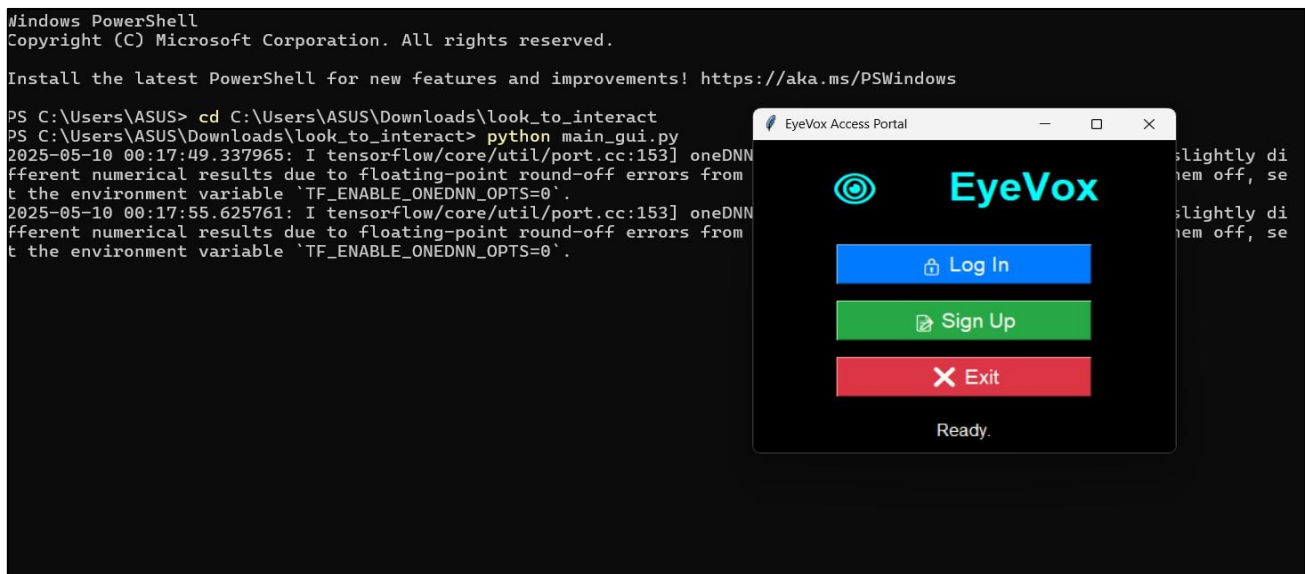 Windows PowerShell
Copyright (C) Microsoft Corporation. All rights reserved.
Install the latest PowerShell for new features and improvements! https://aka.ms/PSWindows
PS C:\Users\ASUS> cd C:\Users\ASUS\Downloads\look_to_interact
PS C:\Users\ASUS\Downloads\look_to_interact> python main_gui.py
2025-05-10 00:17:49.337965: I tensorflow/core/util/port.cc:153] oneDNN slightly di
fferent numerical results due to floating-point round-off errors from hem off, se
t the environment variable `TF_ENABLE_ONEDNN_OPTS=0`.
2025-05-10 00:17:55.625761: I tensorflow/core/util/port.cc:153] oneDNN slightly di
fferent numerical results due to floating-point round-off errors from hem off, se
t the environment variable `TF_ENABLE_ONEDNN_OPTS=0`.
EyeVox Access Portal
EyeVox
Log In
Sign Up
Exit
Ready.